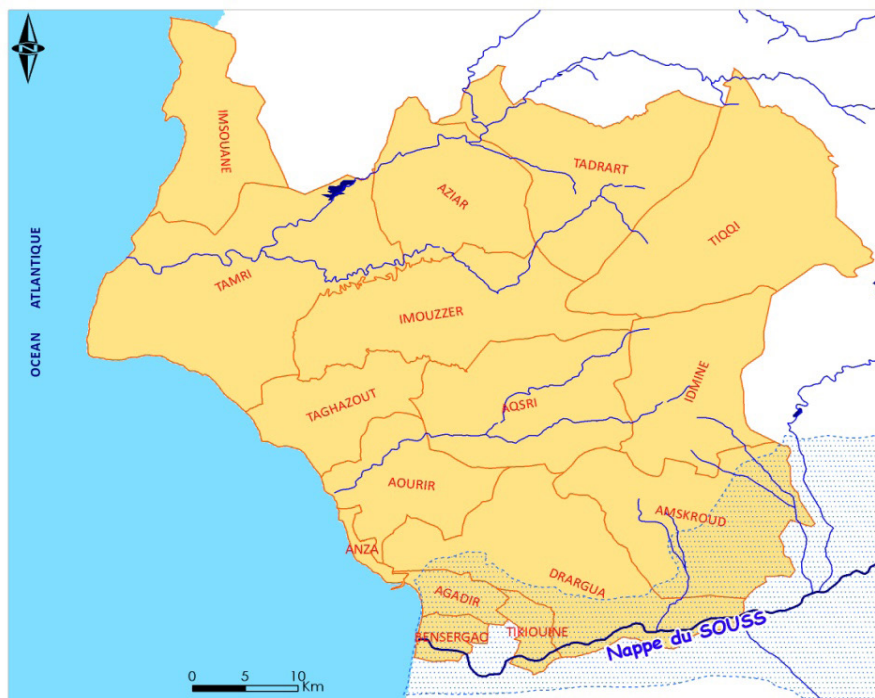 N
IMSOUANE
TADRART
AZIAR
TIQQI
TAMRI
OCEAN ATLANTIQUE
IMOUZZER
IDMINE
TAGHAZOUT
AQSRI
AOURIR
AMSKROUD
ANZA
DRARGUA
AGADIR
TIKIOUINE
BENSERGAO
Nappe du SOUSS
0 5 10
Km